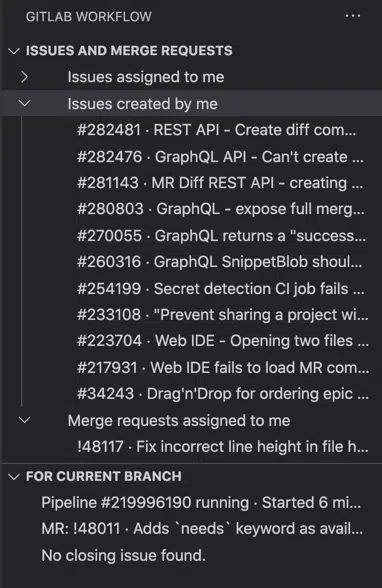 GITLAB WORKFLOW
ISSUES AND MERGE REQUESTS
Issues assigned to me
Issues created by me
#282481 · REST API - Create diff com...
#282476 · GraphQL API - Can't create ...
#281143 · MR Diff REST API - creating ...
#280803 · GraphQL - expose full merg...
#270055 · GraphQL returns a "success...
#260316 · GraphQL SnippetBlob shoul...
#254199 · Secret detection CI job fails ...
#233108 · "Prevent sharing a project wi...
#223704 · Web IDE - Opening two files ...
#217931 · Web IDE fails to load MR com...
#34243 · Drag'n'Drop for ordering epic ...
Merge requests assigned to me
!48117 · Fix incorrect line height in file h...
FOR CURRENT BRANCH
Pipeline #219996190 running · Started 6 mi...
MR: !48011 · Adds `needs` keyword as avail...
No closing issue found.